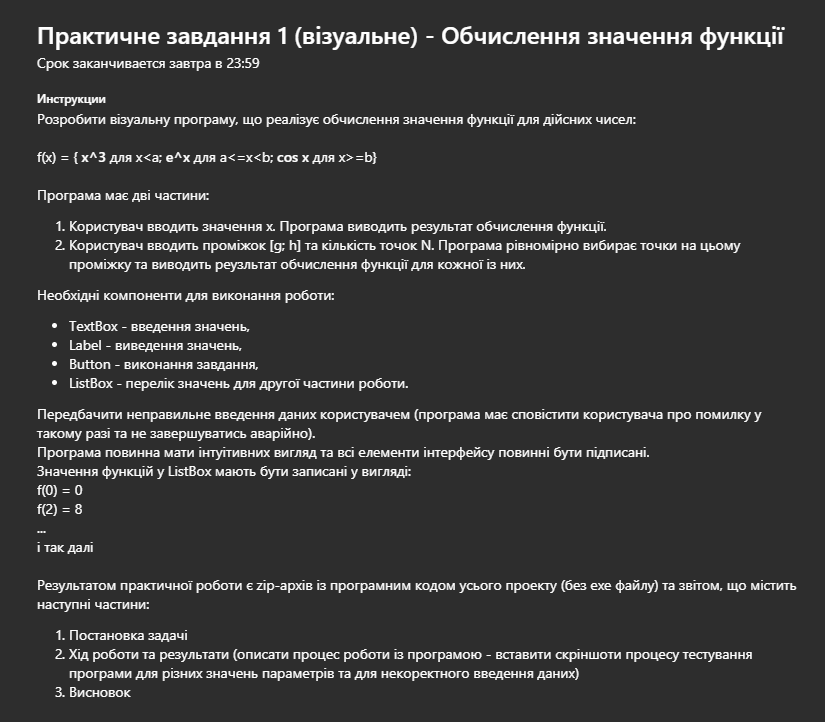 Практичне завдання 1 (візуальне) - Обчислення значення функції
Срок заканчивается завтра в 23:59
Инструкции
Розробити візуальну програму, що реалізує обчислення значення функції для дійсних чисел:
f(x) = { x^3 для x<a; e^x для a<=x<b; cos x для x>=b}
Програма має дві частини:
1. Користувач вводить значення x. Програма виводить результат обчислення функції.
2. Користувач вводить проміжок [g; h] та кількість точок N. Програма рівномірно вибирає точки на цьому
проміжку та виводить реузльтат обчислення функції для кожної із них.
Необхідні компоненти для виконання роботи:
• TextBox - введення значень,
• Label - виведення значень,
• Button - виконання завдання,
• ListBox - перелік значень для другої частини роботи.
Передбачити неправильне введення даних користувачем (програма має сповістити користувача про помилку у
такому разі та не завершуватись аварійно).
Програма повинна мати інтуітивних вигляд та всі елементи інтерфейсу повинні бути підписані.
Значення функцій у ListBox мають бути записані у вигляді:
f(0) = 0
f(2) = 8
...
і так далі
Результатом практичної роботи є zip-архів із програмним кодом усього проекту (без exe файлу) та звітом, що містить
наступні частини:
1. Постановка задачі
2. Хід роботи та результати (описати процес роботи із програмою - вставити скріншоти процесу тестування
програми для різних значень параметрів та для некоректного введення даних)
3. Висновок